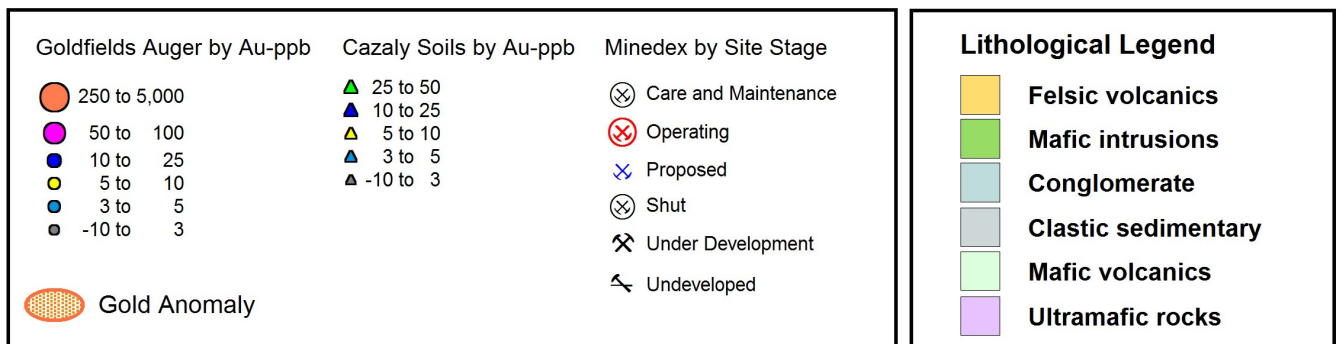 Goldfields Auger by Au-ppb
250 to 5,000
50 to 100
10 to 25
5 to 10
3 to 5
-10 to 3
Gold Anomaly
Cazaly Soils by Au-ppb
25 to 50
10 to 25
5 to 10
3 to 5
-10 to 3
Minedex by Site Stage
Care and Maintenance
Operating
Proposed
Shut
Under Development
Undeveloped
Lithological Legend
Felsic volcanics
Mafic intrusions
Conglomerate
Clastic sedimentary
Mafic volcanics
Ultramafic rocks